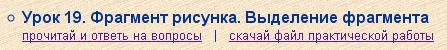 Урок 19. Фрагмент рисунка. Выделение фрагмента
прочитай и ответь на вопросы | скачай файл практической работы